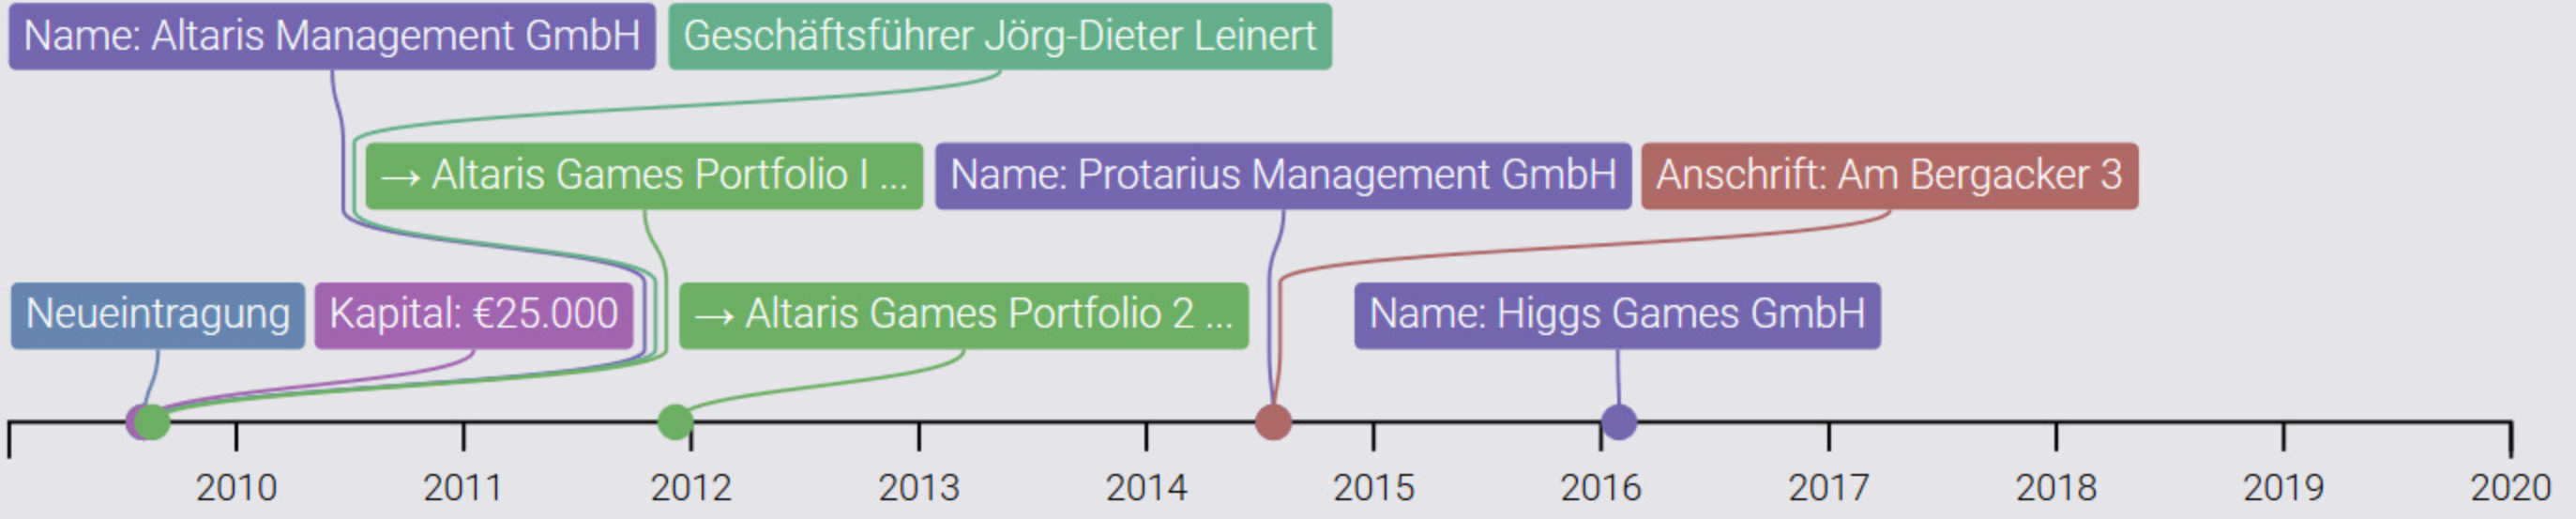 Name: Altaris Management GmbH
Geschäftsführer Jörg-Dieter Leinert
→ Altaris Games Portfolio I ...
Name: Protarius Management GmbH
Anschrift: Am Bergacker 3
Neueintragung
Kapital: €25.000
→ Altaris Games Portfolio 2 ...
Name: Higgs Games GmbH
2010 2011 2012 2013 2014 2015 2016 2017 2018 2019 2020